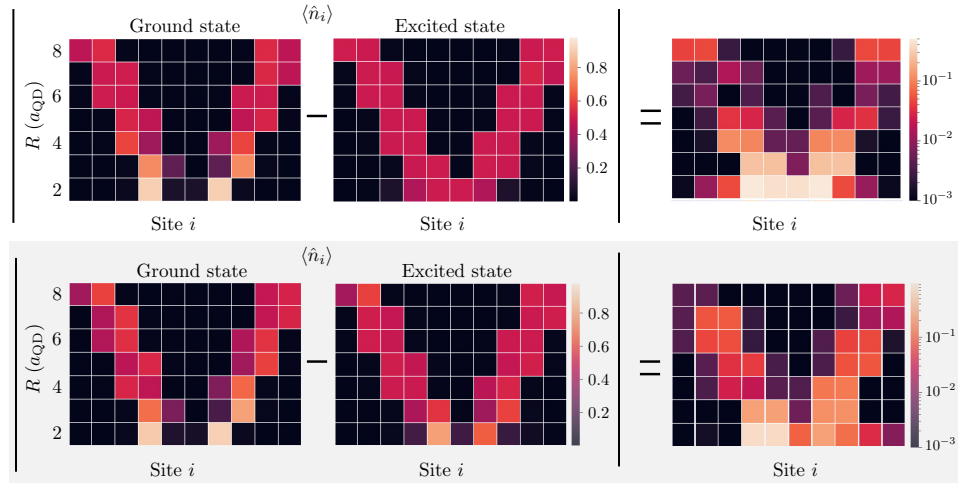 ⟨n̂ᵢ⟩
Ground state
Excited state
8
6
4
2
R (a_QD)
0.8
0.6
0.4
0.2
10⁻¹
10⁻²
10⁻³
Site i
Site i
Site i
⟨n̂ᵢ⟩
Ground state
Excited state
8
6
4
2
R (a_QD)
0.8
0.6
0.4
0.2
10⁻¹
10⁻²
10⁻³
Site i
Site i
Site i